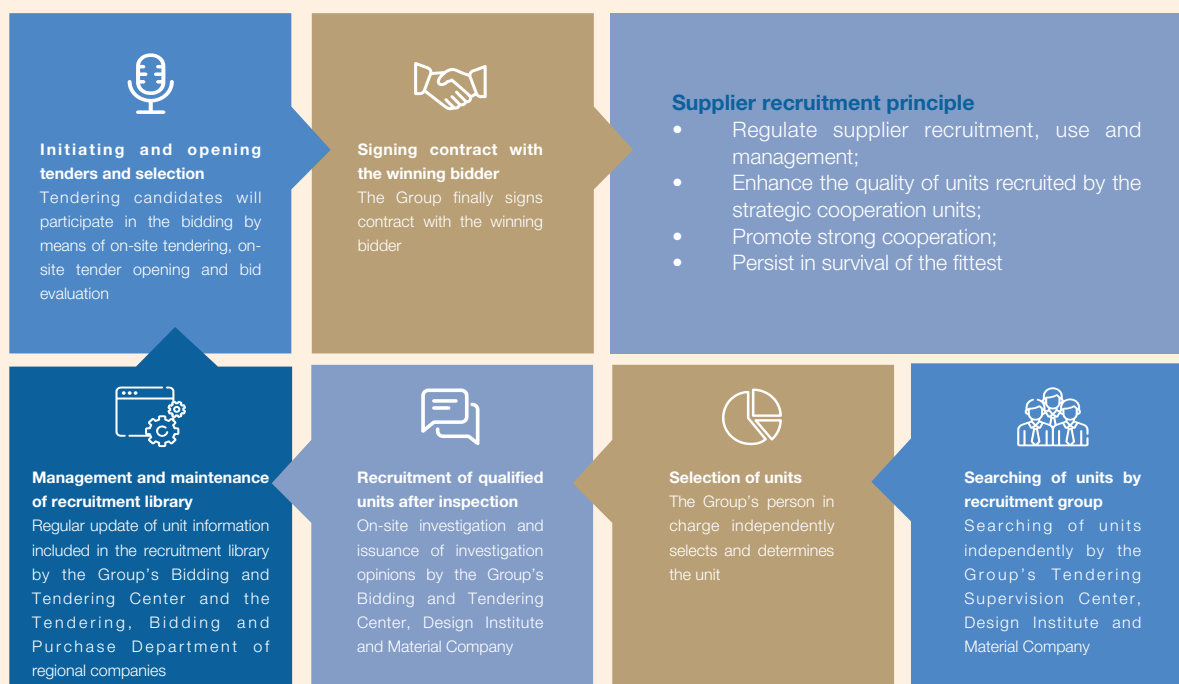 Initiating and opening
tenders and selection
Tendering candidates will
participate in the bidding by
means of on-site tendering, on-
site tender opening and bid
evaluation
Signing contract with
the winning bidder
The Group finally signs
contract with the winning
bidder
Supplier recruitment principle
• Regulate supplier recruitment, use and
management;
• Enhance the quality of units recruited by the
strategic cooperation units;
• Promote strong cooperation;
• Persist in survival of the fittest
Management and maintenance
of recruitment library
Regular update of unit information
included in the recruitment library
by the Group's Bidding and
Tendering Center and the
Tendering, Bidding and
Purchase Department of
regional companies
Recruitment of qualified
units after inspection
On-site investigation and
issuance of investigation
opinions by the Group's
Bidding and Tendering
Center, Design Institute
and Material Company
Selection of units
The Group's person in
charge independently
selects and determines
the unit
Searching of units by
recruitment group
Searching of units
independently by the
Group's Tendering
Supervision Center,
Design Institute and
Material Company